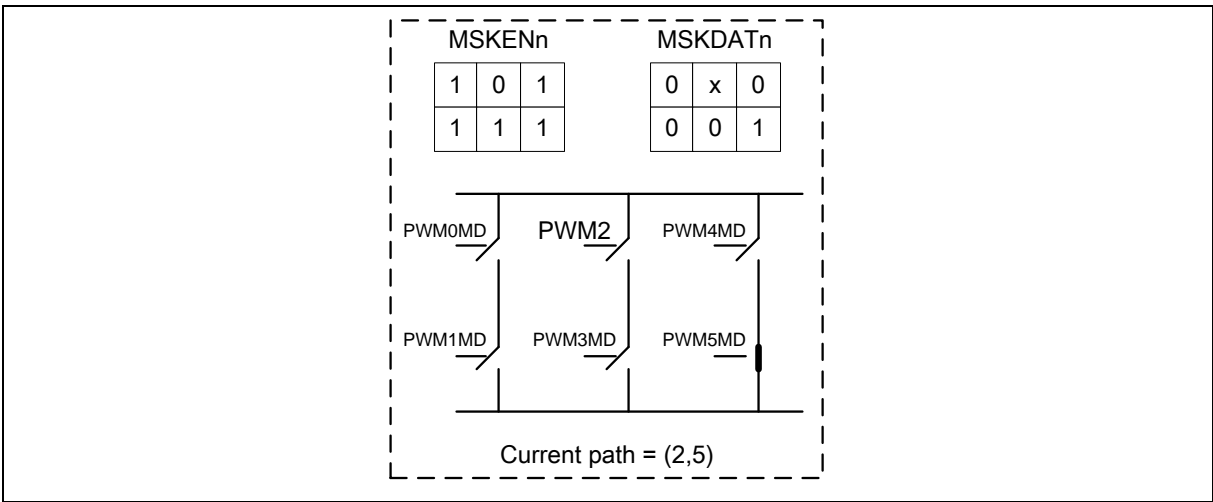 MSKENn MSKDATn
1 0 1 0 x 0
1 1 1 0 0 1
PWM0MD PWM2 PWM4MD
PWM1MD PWM3MD PWM5MD
Current path = (2,5)